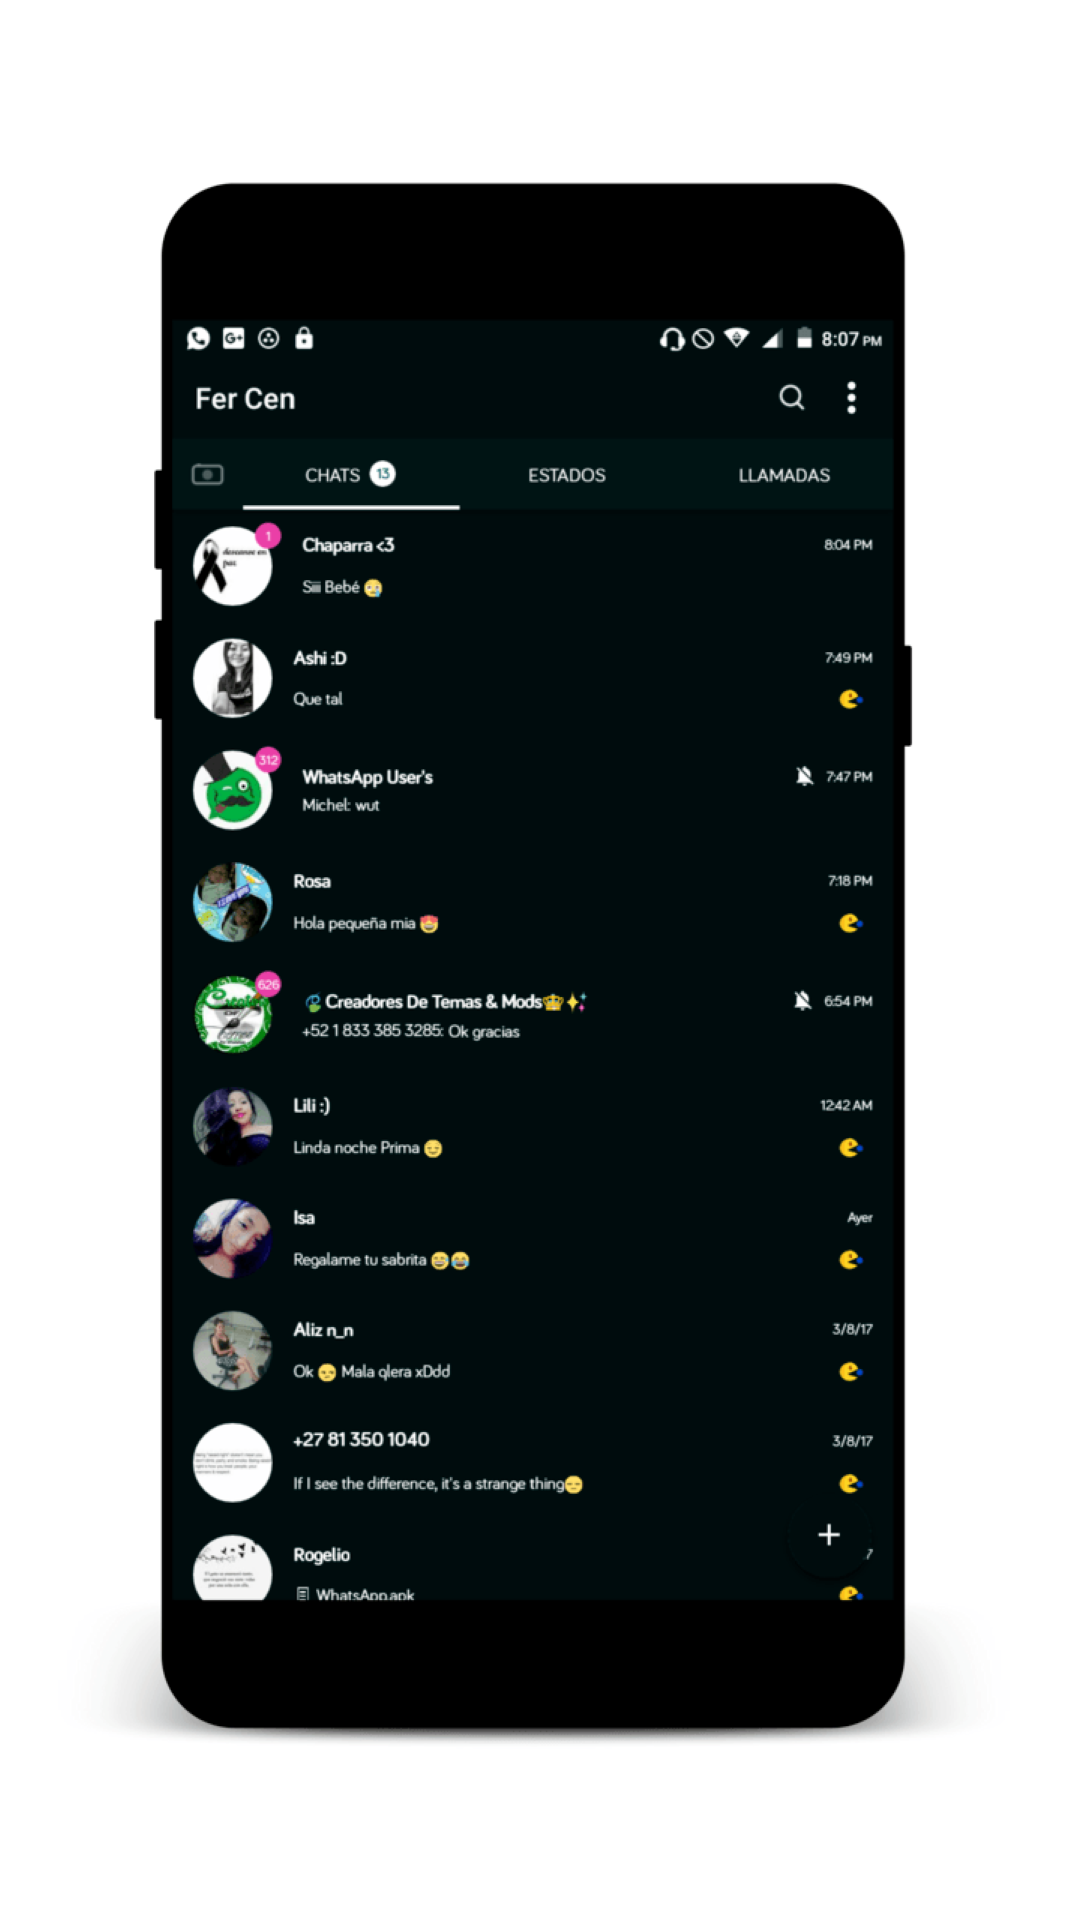 8:07 PM
Fer Cen
CHATS 13
ESTADOS
LLAMADAS
descanse en
paz
1
Chaparra <3
8:04 PM
Siii Bebé 😢
Ashi :D
7:49 PM
Que tal
312
WhatsApp User's
7:47 PM
Michel: wut
Rosa
7:18 PM
Hola pequeña mia 😍
626
Creadores De Temas & Mods👑✨
6:54 PM
+52 1 833 385 3285: Ok gracias
Lili :)
12:42 AM
Linda noche Prima 😏
Isa
Ayer
Regalame tu sabrita 😅😂
Aliz n_n
3/8/17
Ok 😒 Mala qlera xDdd
+27 81 350 1040
3/8/17
If I see the difference, it's a strange thing😒
+
Rogelio
7
WhatsApp.apk